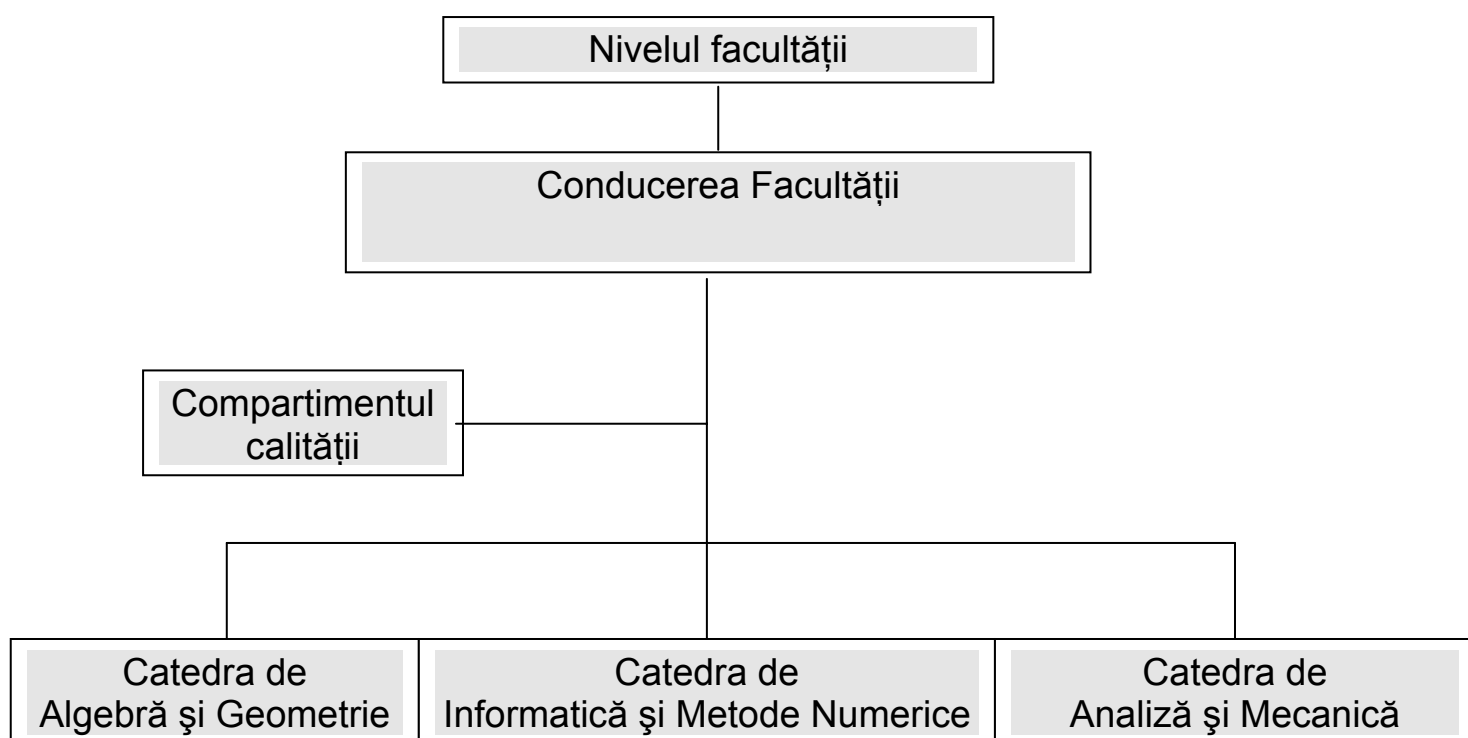 Nivelul facultății
Conducerea Facultății
Compartimentul
calității
Catedra de
Algebră şi Geometrie
Catedra de
Informatică şi Metode Numerice
Catedra de
Analiză şi Mecanică